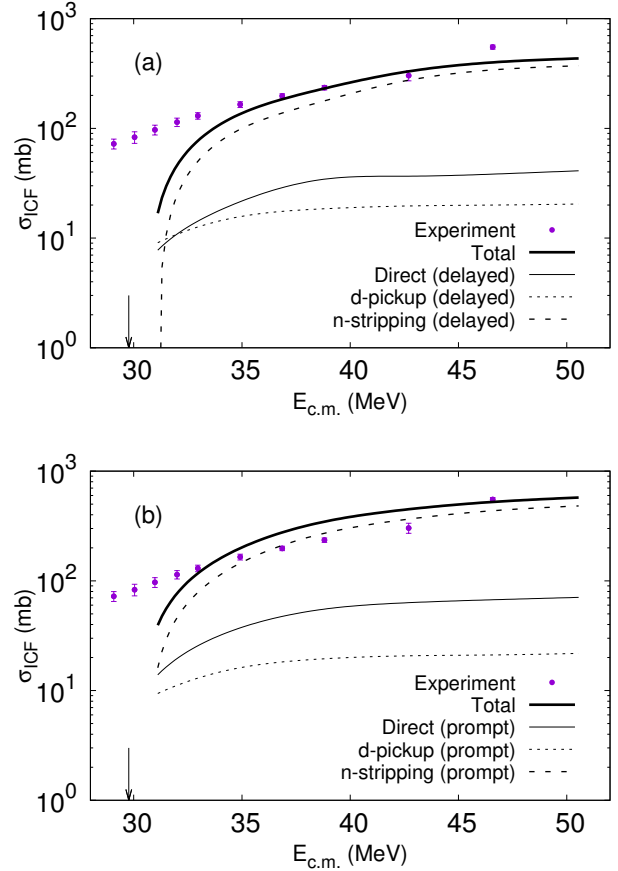 10³
(a)
10²
σ_ICF (mb)
10¹
10⁰
Experiment
Total
Direct (delayed)
d-pickup (delayed)
n-stripping (delayed)
30 35 40 45 50
E_c.m. (MeV)
10³
(b)
10²
σ_ICF (mb)
10¹
10⁰
Experiment
Total
Direct (prompt)
d-pickup (prompt)
n-stripping (prompt)
30 35 40 45 50
E_c.m. (MeV)